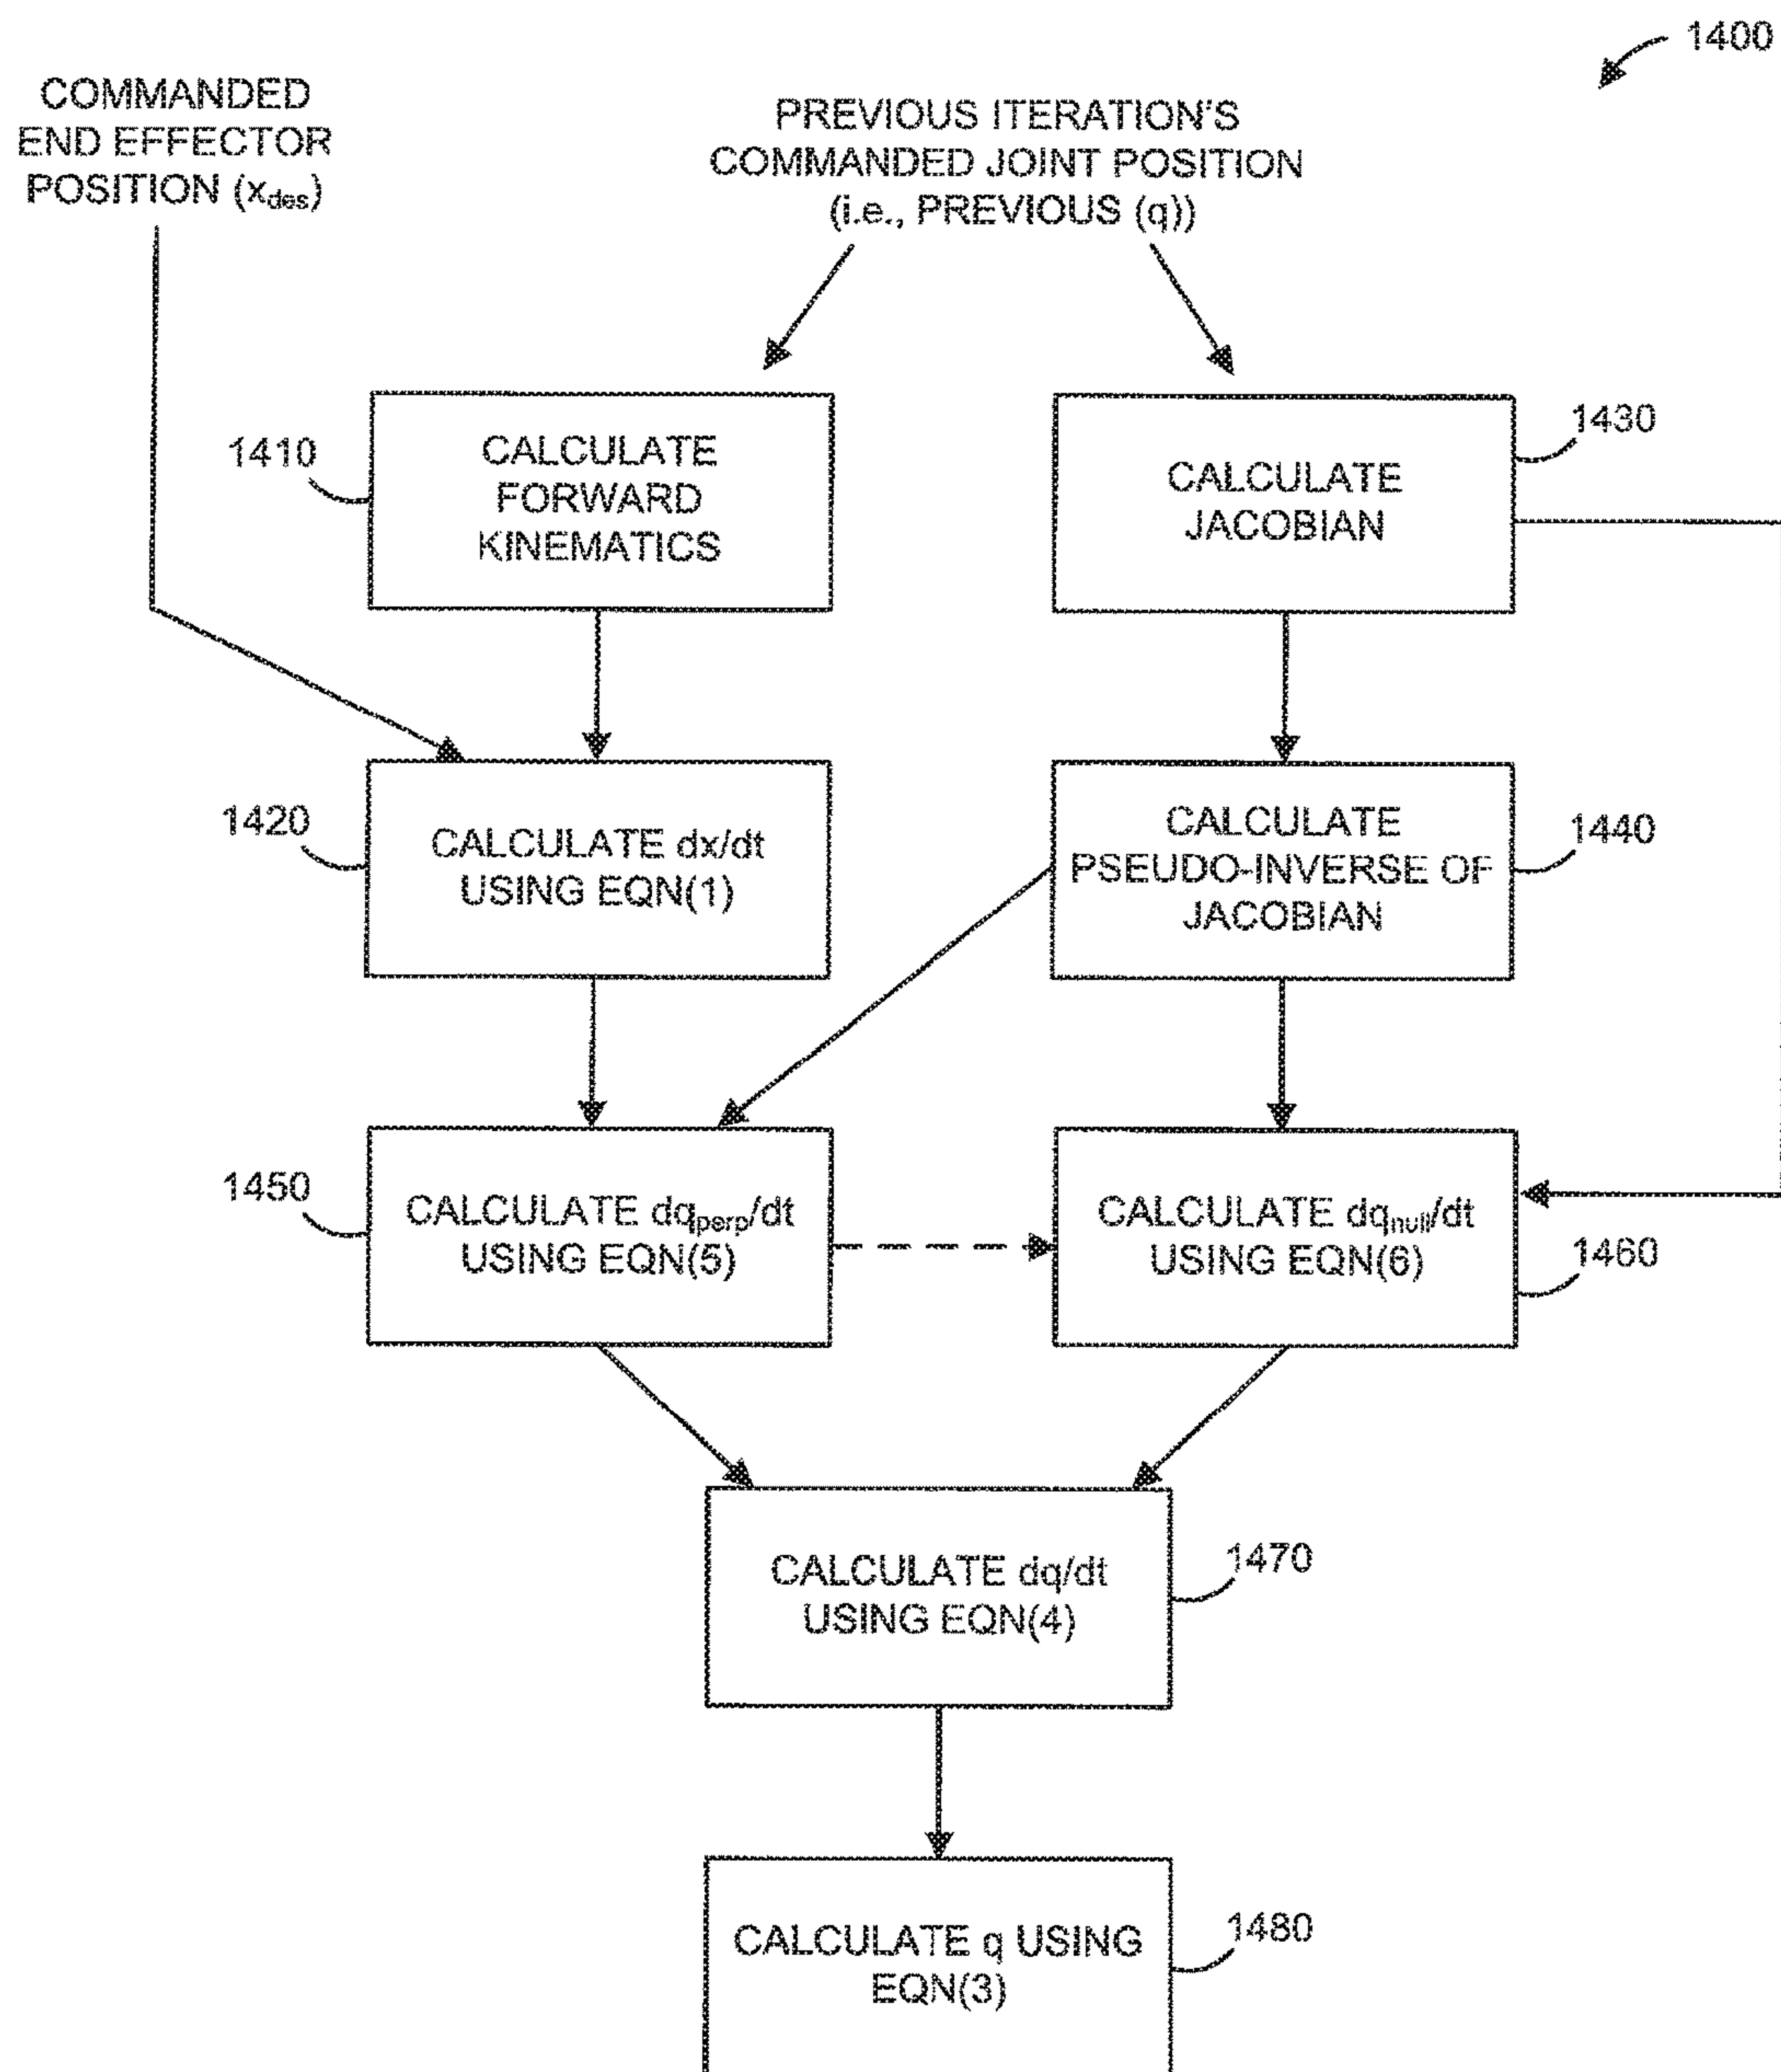 1400
COMMANDED
END EFFECTOR
POSITION (xdes)
PREVIOUS ITERATION'S
COMMANDED JOINT POSITION
(i.e., PREVIOUS (q))
1410
CALCULATE
FORWARD
KINEMATICS
CALCULATE
JACOBIAN
1430
1420
CALCULATE dx/dt
USING EQN(1)
CALCULATE
PSEUDO-INVERSE OF
JACOBIAN
1440
1450
CALCULATE dqperp/dt
USING EQN(5)
CALCULATE dqnull/dt
USING EQN(6)
1460
CALCULATE dq/dt
USING EQN(4)
1470
CALCULATE q USING
EQN(3)
1480